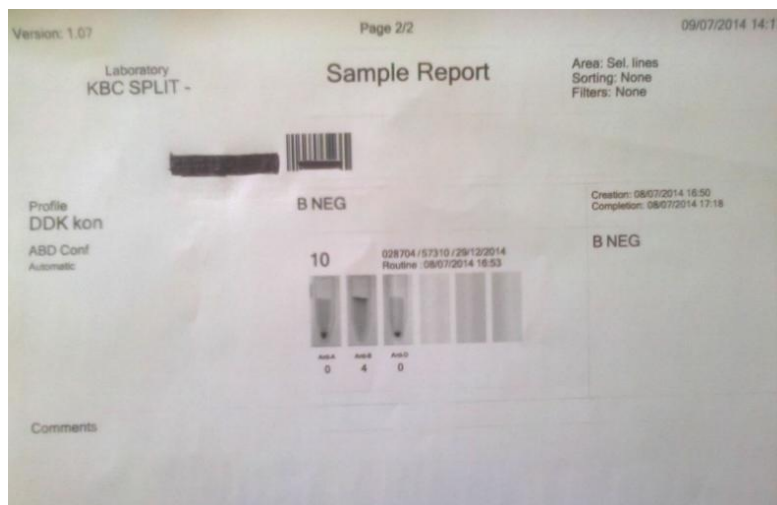 Version: 1.07
Page 2/2
09/07/2014 14:1
Laboratory
KBC SPLIT -
Sample Report
Area: Sel. lines
Sorting: None
Filters: None
Profile
DDK kon
B NEG
Creation: 08/07/2014 16:50
Completion: 08/07/2014 17:18
ABD Conf
Automatic
10
028704 / 57310 / 29/12/2014
Routine : 08/07/2014 16:53
B NEG
Anti-A Anti-B Anti-D
0 4 0
Comments